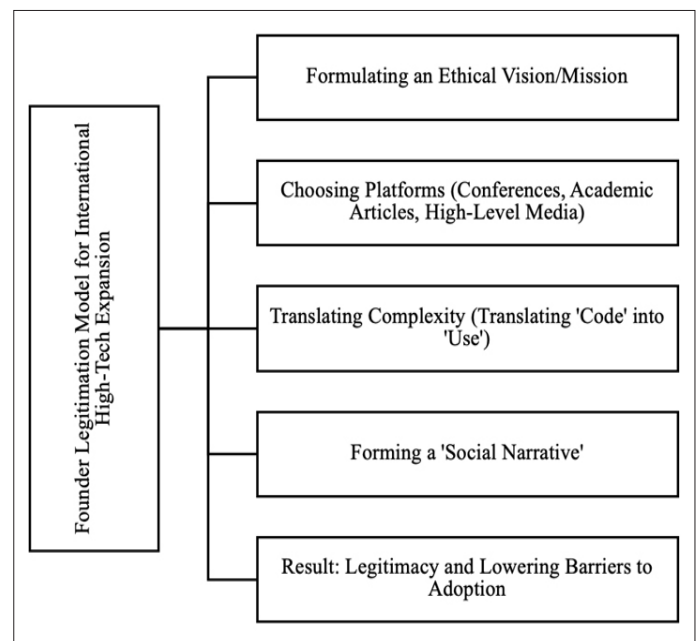 Founder Legitimation Model for International
High-Tech Expansion
Formulating an Ethical Vision/Mission
Choosing Platforms (Conferences, Academic
Articles, High-Level Media)
Translating Complexity (Translating 'Code' into
'Use')
Forming a 'Social Narrative'
Result: Legitimacy and Lowering Barriers to
Adoption